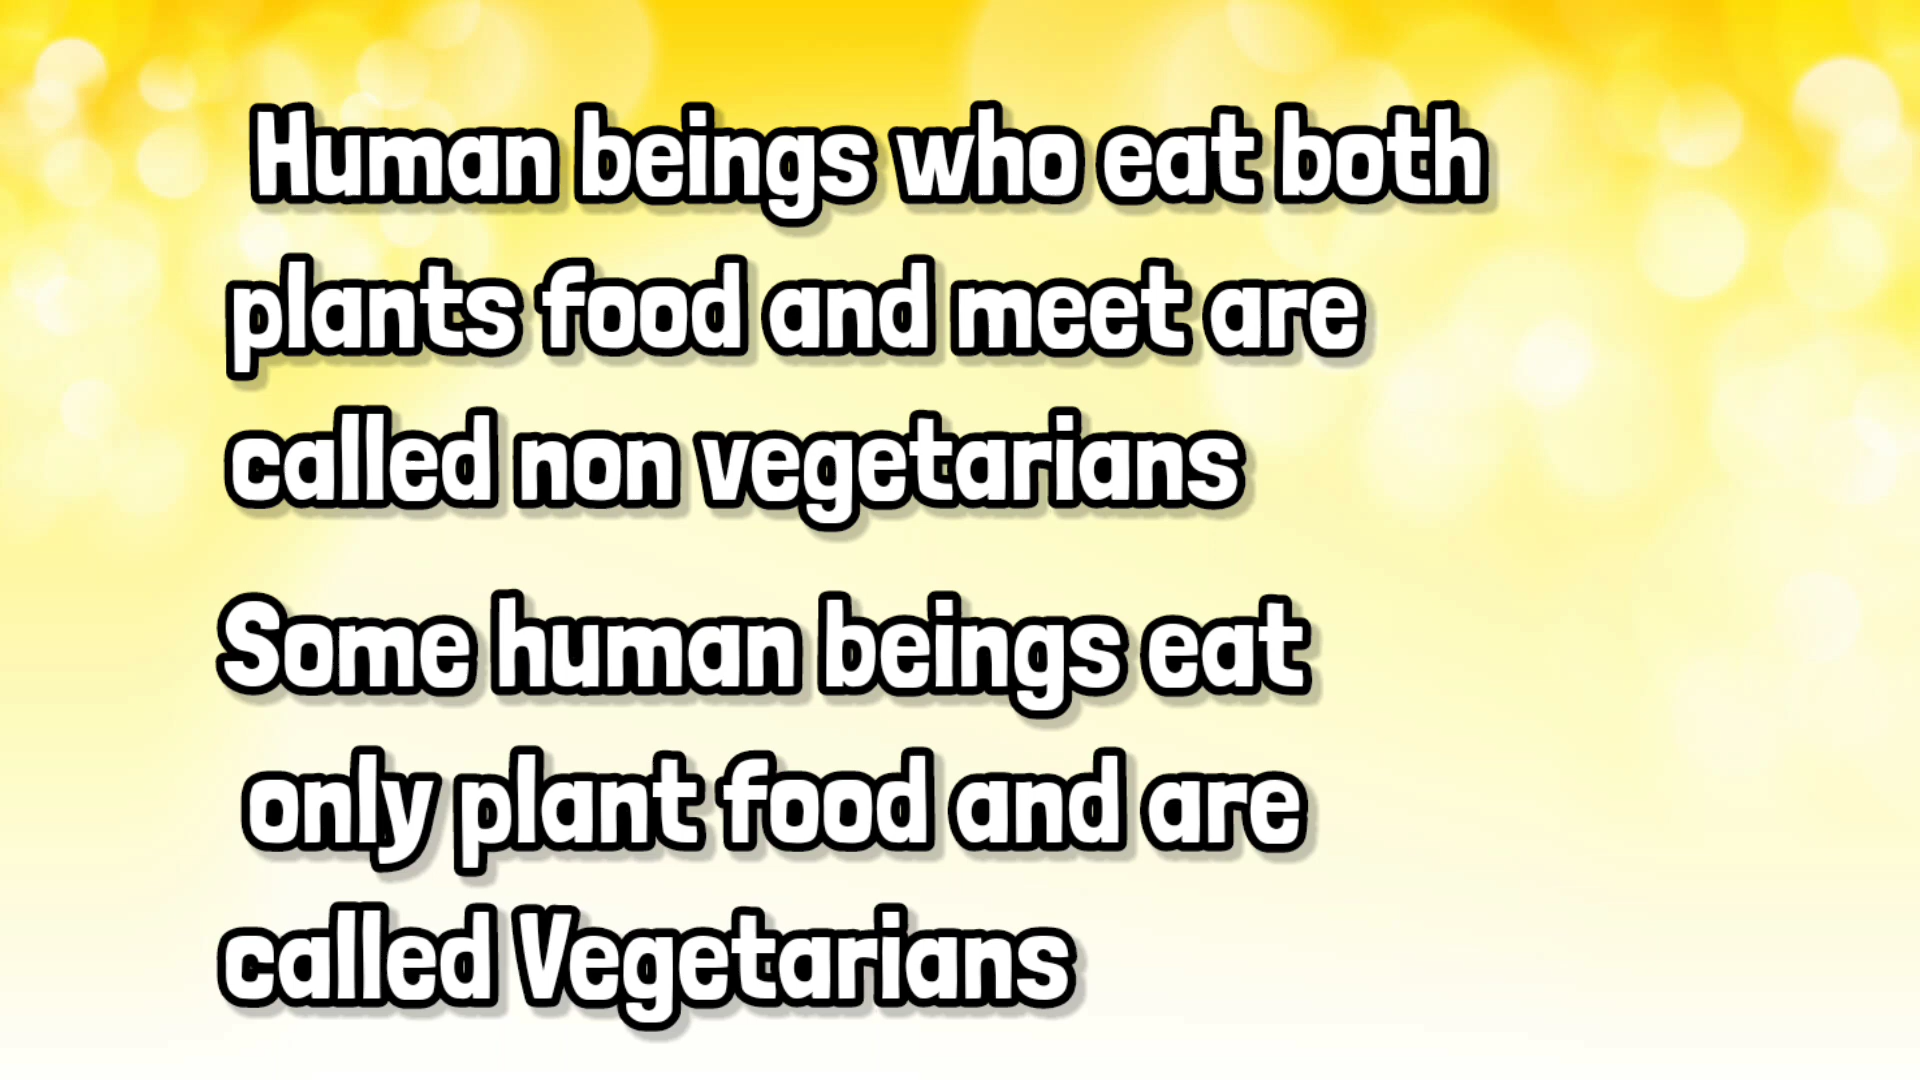 Human beings who eat both
plants food and meet are
called non vegetarians
Some human beings eat
only plant food and are
called Vegetarians